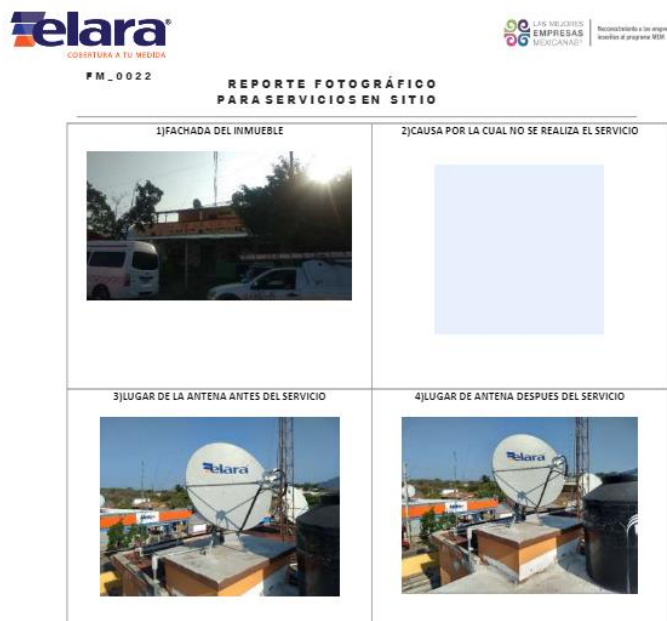 elara
COBERTURA A TU MEDIDA
LAS MEJORES
EMPRESAS
MEXICANAS
FM_0022
REPORTE FOTOGRÁFICO
PARA SERVICIOS EN SITIO
1)FACHADA DEL INMUEBLE
2)CAUSA POR LA CUAL NO SE REALIZA EL SERVICIO
3)LUGAR DE LA ANTENA ANTES DEL SERVICIO
4)LUGAR DE ANTENA DESPUES DEL SERVICIO
elara
elara